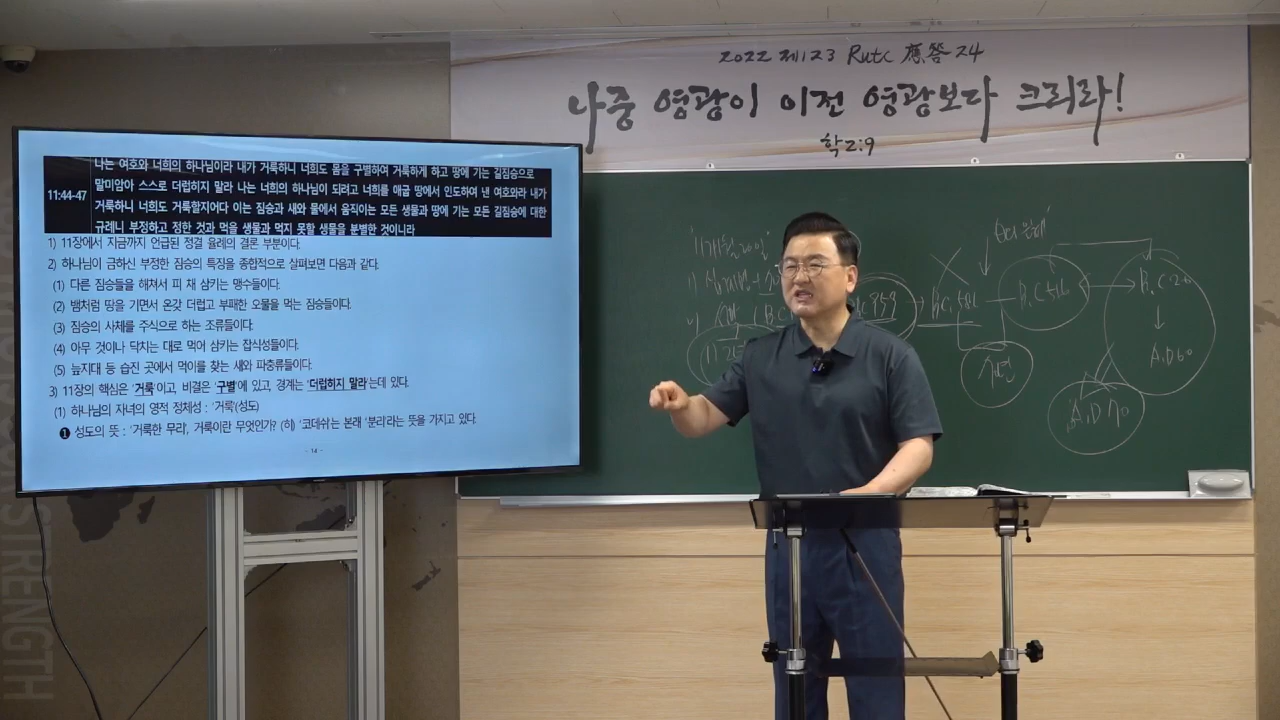 2022 제123 Rutc 應答 24
나중 영광이 이전 영광보다 크리라!
학2:9
11:44-47
나는 여호와 너희의 하나님이라 내가 거룩하니 너희도 몸을 구별하여 거룩하게 하고 땅에 기는 길짐승으로
말미암아 스스로 더럽히지 말라 나는 너희의 하나님이 되려고 너희를 애굽 땅에서 인도하여 낸 여호와라 내가
거룩하니 너희도 거룩할지어다 이는 짐승과 새와 물에서 움직이는 모든 생물과 땅에 기는 모든 길짐승에 대한
규례니 부정하고 정한 것과 먹을 생물과 먹지 못할 생물을 분별한 것이니라
1) 11장에서 지금까지 언급된 정결 율례의 결론 부분이다.
2) 하나님이 금하신 부정한 짐승의 특징을 종합적으로 살펴보면 다음과 같다.
(1) 다른 짐승들을 해쳐서 피 채 삼키는 맹수들이다.
(2) 뱀처럼 땅을 기면서 온갖 더럽고 부패한 오물을 먹는 짐승들이다.
(3) 짐승의 사체를 주식으로 하는 조류들이다.
(4) 아무 것이나 닥치는 대로 먹어 삼키는 잡식성들이다.
(5) 늪지대 등 습진 곳에서 먹이를 찾는 새와 파충류들이다.
3) 11장의 핵심은 '거룩'이고, 비결은 '구별'에 있고, 경계는 '더럽히지 말라'는데 있다.
(1) 하나님의 자녀의 영적 정체성 : '거룩(성도)
❶ 성도의 뜻 : '거룩한 무리', 거룩이란 무엇인가? (히) '코데쉬'는 본래 '분리'라는 뜻을 가지고 있다.
- 14 -
B.C 516
A.D 60
A.D 70
STRENGTH